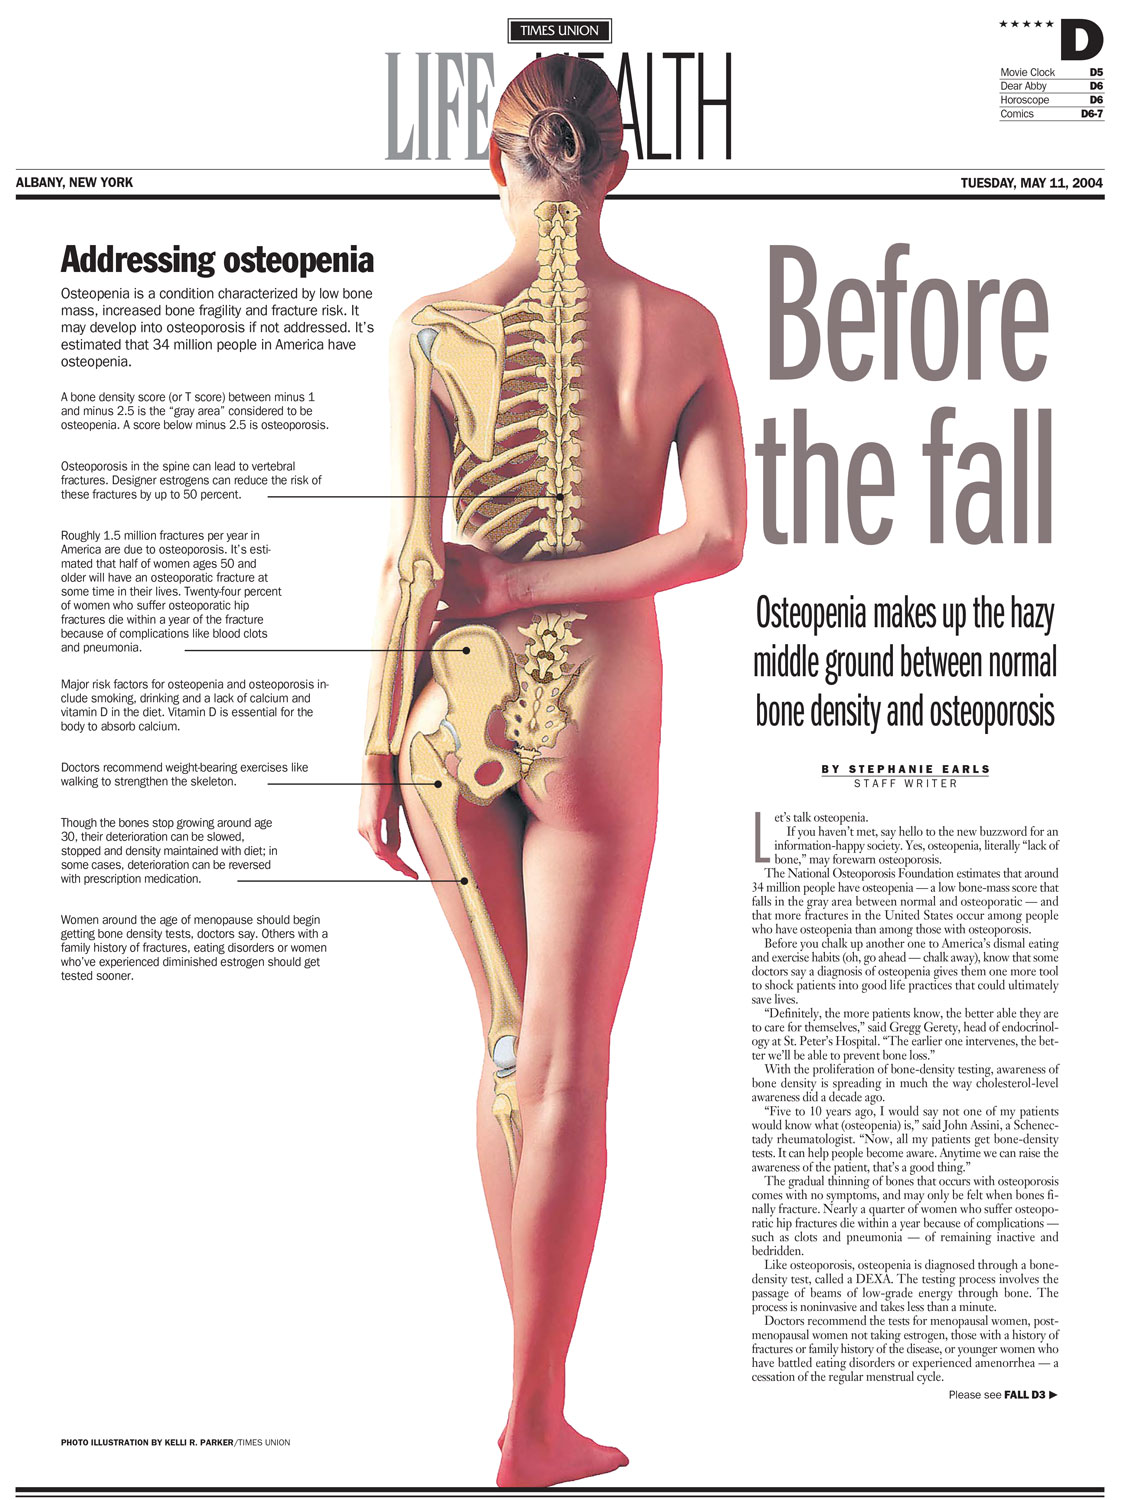 TIMES UNION
LIFE HEALTH
★★★★★ D
Movie Clock D5
Dear Abby D6
Horoscope D6
Comics D6-7
ALBANY, NEW YORK
TUESDAY, MAY 11, 2004
Addressing osteopenia
Osteopenia is a condition characterized by low bone
mass, increased bone fragility and fracture risk. It
may develop into osteoporosis if not addressed. It's
estimated that 34 million people in America have
osteopenia.
A bone density score (or T score) between minus 1
and minus 2.5 is the “gray area” considered to be
osteopenia. A score below minus 2.5 is osteoporosis.
Osteoporosis in the spine can lead to vertebral
fractures. Designer estrogens can reduce the risk of
these fractures by up to 50 percent.
Roughly 1.5 million fractures per year in
America are due to osteoporosis. It's esti-
mated that half of women ages 50 and
older will have an osteoporatic fracture at
some time in their lives. Twenty-four percent
of women who suffer osteoporatic hip
fractures die within a year of the fracture
because of complications like blood clots
and pneumonia.
Major risk factors for osteopenia and osteoporosis in-
clude smoking, drinking and a lack of calcium and
vitamin D in the diet. Vitamin D is essential for the
body to absorb calcium.
Doctors recommend weight-bearing exercises like
walking to strengthen the skeleton.
Though the bones stop growing around age
30, their deterioration can be slowed,
stopped and density maintained with diet; in
some cases, deterioration can be reversed
with prescription medication.
Women around the age of menopause should begin
getting bone density tests, doctors say. Others with a
family history of fractures, eating disorders or women
who've experienced diminished estrogen should get
tested sooner.
PHOTO ILLUSTRATION BY KELLI R. PARKER/TIMES UNION
Before
the fall
Osteopenia makes up the hazy
middle ground between normal
bone density and osteoporosis
BY STEPHANIE EARLS
STAFF WRITER
Let's talk osteopenia.
If you haven't met, say hello to the new buzzword for an
information-happy society. Yes, osteopenia, literally “lack of
bone,” may forewarn osteoporosis.
The National Osteoporosis Foundation estimates that around
34 million people have osteopenia — a low bone-mass score that
falls in the gray area between normal and osteoporatic — and
that more fractures in the United States occur among people
who have osteopenia than among those with osteoporosis.
Before you chalk up another one to America's dismal eating
and exercise habits (oh, go ahead — chalk away), know that some
doctors say a diagnosis of osteopenia gives them one more tool
to shock patients into good life practices that could ultimately
save lives.
“Definitely, the more patients know, the better able they are
to care for themselves,” said Gregg Gerety, head of endocrinol-
ogy at St. Peter's Hospital. “The earlier one intervenes, the bet-
ter we'll be able to prevent bone loss.”
With the proliferation of bone-density testing, awareness of
bone density is spreading in much the way cholesterol-level
awareness did a decade ago.
“Five to 10 years ago, I would say not one of my patients
would know what (osteopenia) is,” said John Assini, a Schenec-
tady rheumatologist. “Now, all my patients get bone-density
tests. It can help people become aware. Anytime we can raise the
awareness of the patient, that's a good thing.”
The gradual thinning of bones that occurs with osteoporosis
comes with no symptoms, and may only be felt when bones fi-
nally fracture. Nearly a quarter of women who suffer osteopo-
ratic hip fractures die within a year because of complications —
such as clots and pneumonia — of remaining inactive and
bedridden.
Like osteoporosis, osteopenia is diagnosed through a bone-
density test, called a DEXA. The testing process involves the
passage of beams of low-grade energy through bone. The
process is noninvasive and takes less than a minute.
Doctors recommend the tests for menopausal women, post-
menopausal women not taking estrogen, those with a history of
fractures or family history of the disease, or younger women who
have battled eating disorders or experienced amenorrhea — a
cessation of the regular menstrual cycle.
Please see FALL D3 ▶